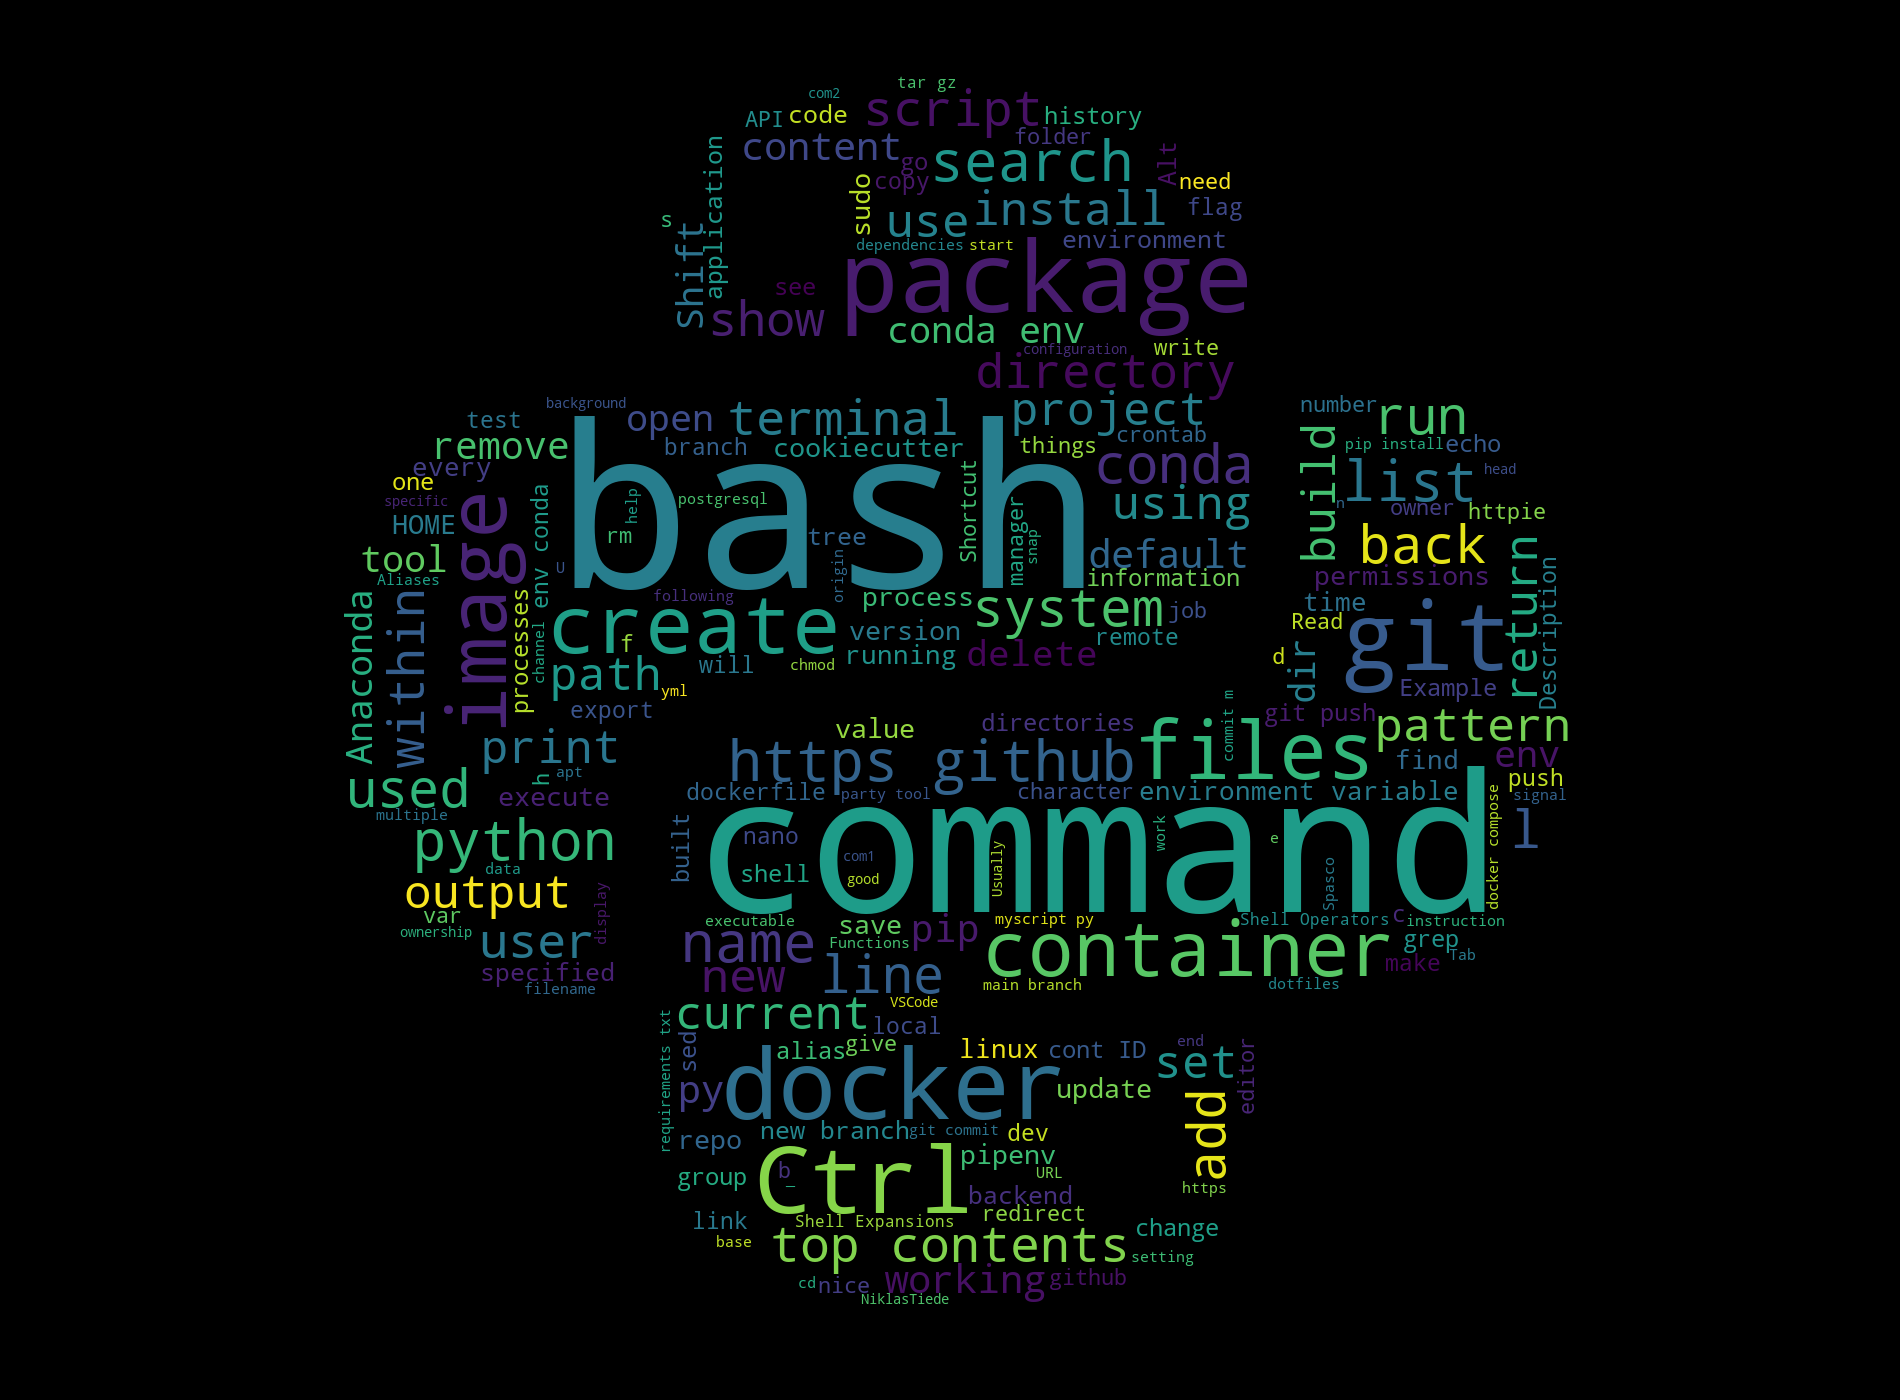 tar gz
com2
API
code
script
history
folder
content
go
search
Alt
application
copy
need
sudo
s
use
install
flag
Shift
dependencies
start
environment
package
see
show
conda env
configuration
write
directory
background
test
open
terminal
project
number
run
remove
branch
cookiecutter
things
crontab
build
pip install
echo
every
one
specific
bash
conda
list
head
HOME
image
env conda
help
postgresql
Shortcut
manager
using
n
owner
httpie
rm
tree
snap
default
back
return
tool
Aliases
U
origin
information
permissions
Description
Anaconda
within
processes
channel
following
create
f
process
system
job
time
Read
git
version
remote
running
delete
path
will
chmod
d
dir
yml
Example
export
directories
commit m
git push
pattern
print
value
https
github
files
find
env
used
h
apt
push
execute
dockerfile
party tool
character
environment variable
signal
multiple
command
docker compose
l
python
built
nano
work
e
data
shell
com1
good
Usually
Spasco
output
display
var
ownership
executable
save
pip
myscript py
Shell Operators
c
instruction
user
name
Functions
container
grep
specified
new
line
make
Tab
filename
main branch
dotfiles
requirements txt
current
VSCode
local
sed
alias
give
linux
cont ID
set
end
editor
py
docker
update
add
repo
new branch
git commit
dev
Ctrl
pipenv
group
b
_
URL
https
backend
link
Shell Expansions
redirect
change
base
top contents
setting
cd
nice
working
github
NiklasTiede